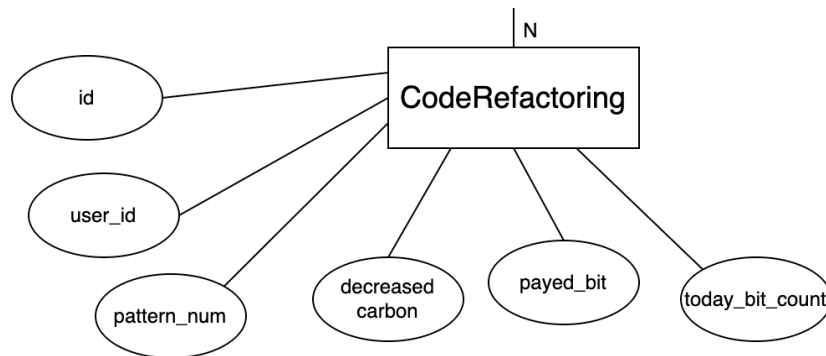 N
CodeRefactoring
id
user_id
pattern_num
decreased
carbon
payed_bit
today_bit_count